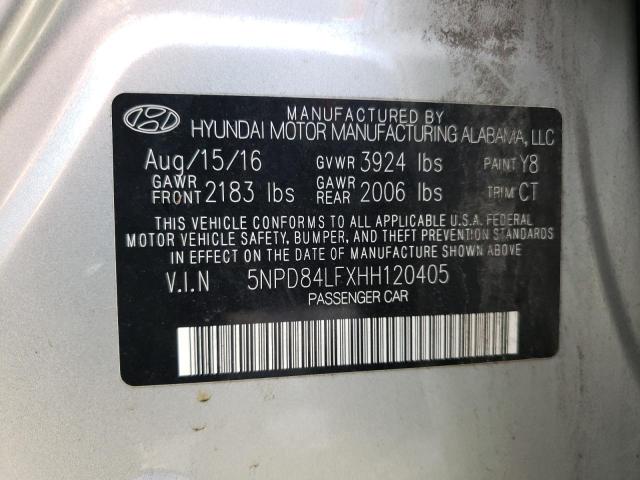 MANUFACTURED BY
HYUNDAI MOTOR MANUFACTURING ALABAMA, LLC
Aug/15/16 GVWR 3924 lbs PAINT Y8
GAWR FRONT 2183 lbs GAWR REAR 2006 lbs TRIM CT
THIS VEHICLE CONFORMS TO ALL APPLICABLE U.S.A. FEDERAL
MOTOR VEHICLE SAFETY, BUMPER, AND THEFT PREVENTION STANDARDS
IN EFFECT ON THE DATE OF MANUFACTURE SHOWN ABOVE.
V.I.N 5NPD84LFXHH120405
PASSENGER CAR